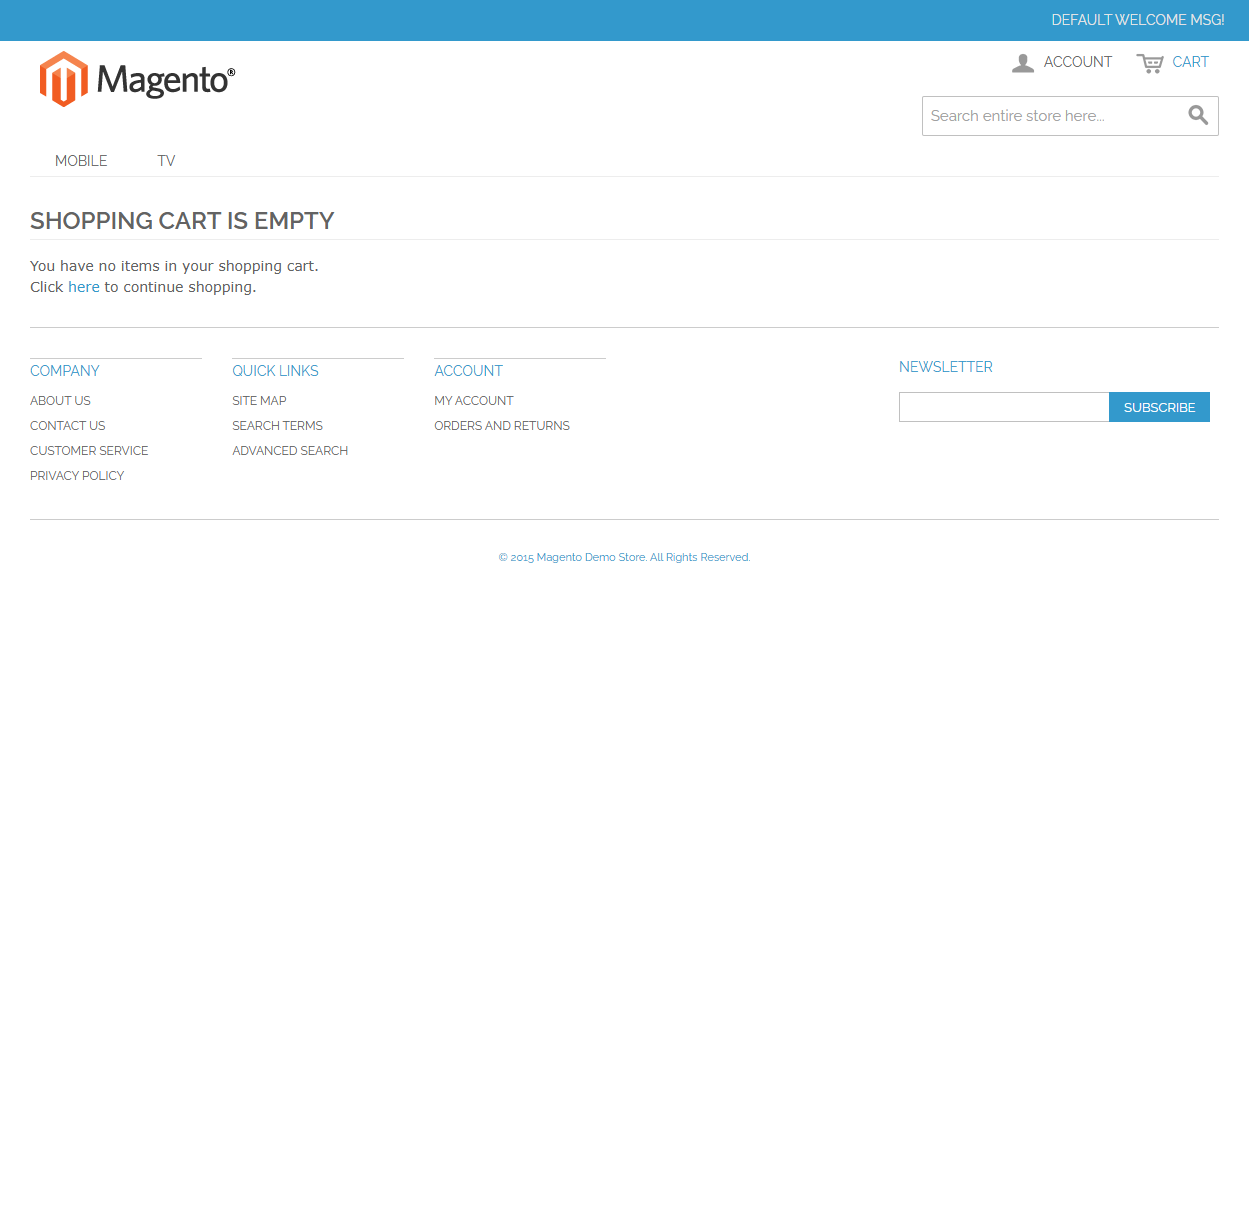 DEFAULT WELCOME MSG!
Magento®
ACCOUNT
CART
Search entire store here...
MOBILE
TV
SHOPPING CART IS EMPTY
You have no items in your shopping cart.
Click here to continue shopping.
COMPANY
ABOUT US
CONTACT US
CUSTOMER SERVICE
PRIVACY POLICY
QUICK LINKS
SITE MAP
SEARCH TERMS
ADVANCED SEARCH
ACCOUNT
MY ACCOUNT
ORDERS AND RETURNS
NEWSLETTER
SUBSCRIBE
© 2015 Magento Demo Store. All Rights Reserved.